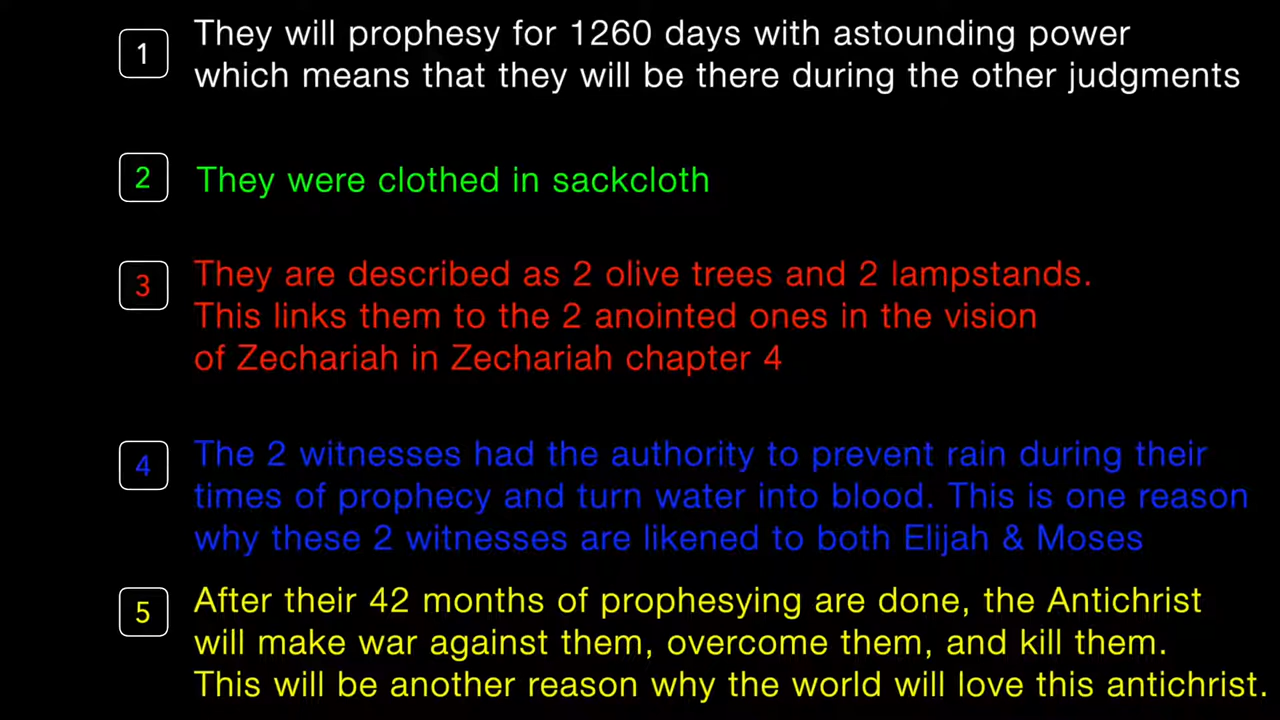 1 They will prophesy for 1260 days with astounding power
which means that they will be there during the other judgments
2 They were clothed in sackcloth
3 They are described as 2 olive trees and 2 lampstands.
This links them to the 2 anointed ones in the vision
of Zechariah in Zechariah chapter 4
4 The 2 witnesses had the authority to prevent rain during their
times of prophecy and turn water into blood. This is one reason
why these 2 witnesses are likened to both Elijah & Moses
5 After their 42 months of prophesying are done, the Antichrist
will make war against them, overcome them, and kill them.
This will be another reason why the world will love this antichrist.